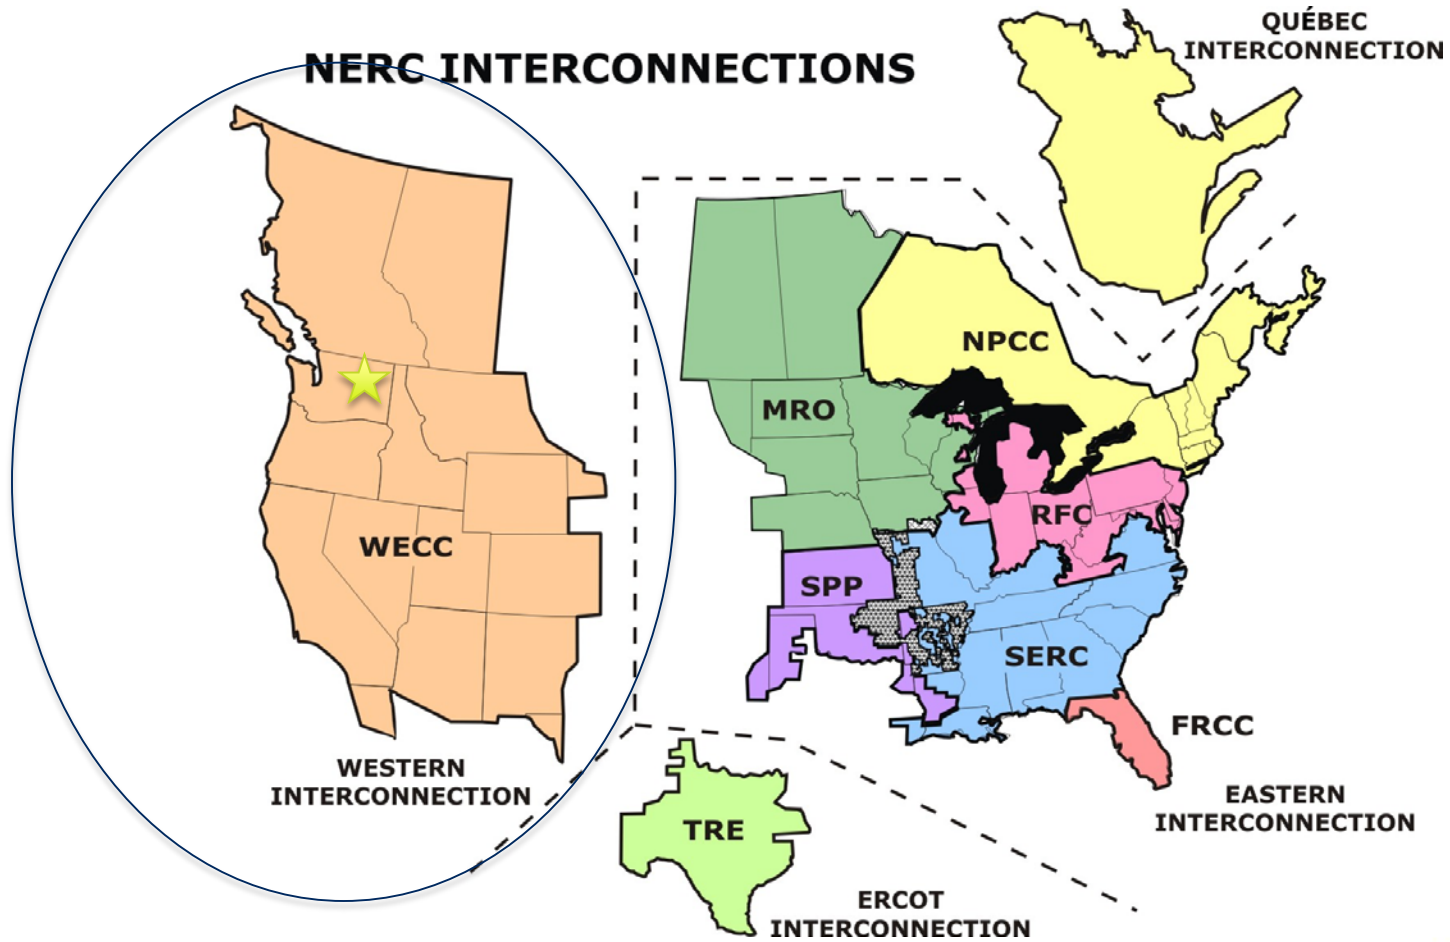 NERC INTERCONNECTIONS
QUÉBEC
INTERCONNECTION
NPCC
MRO
RFC
WECC
SPP
SERC
FRCC
WESTERN
INTERCONNECTION
EASTERN
INTERCONNECTION
TRE
ERCOT
INTERCONNECTION